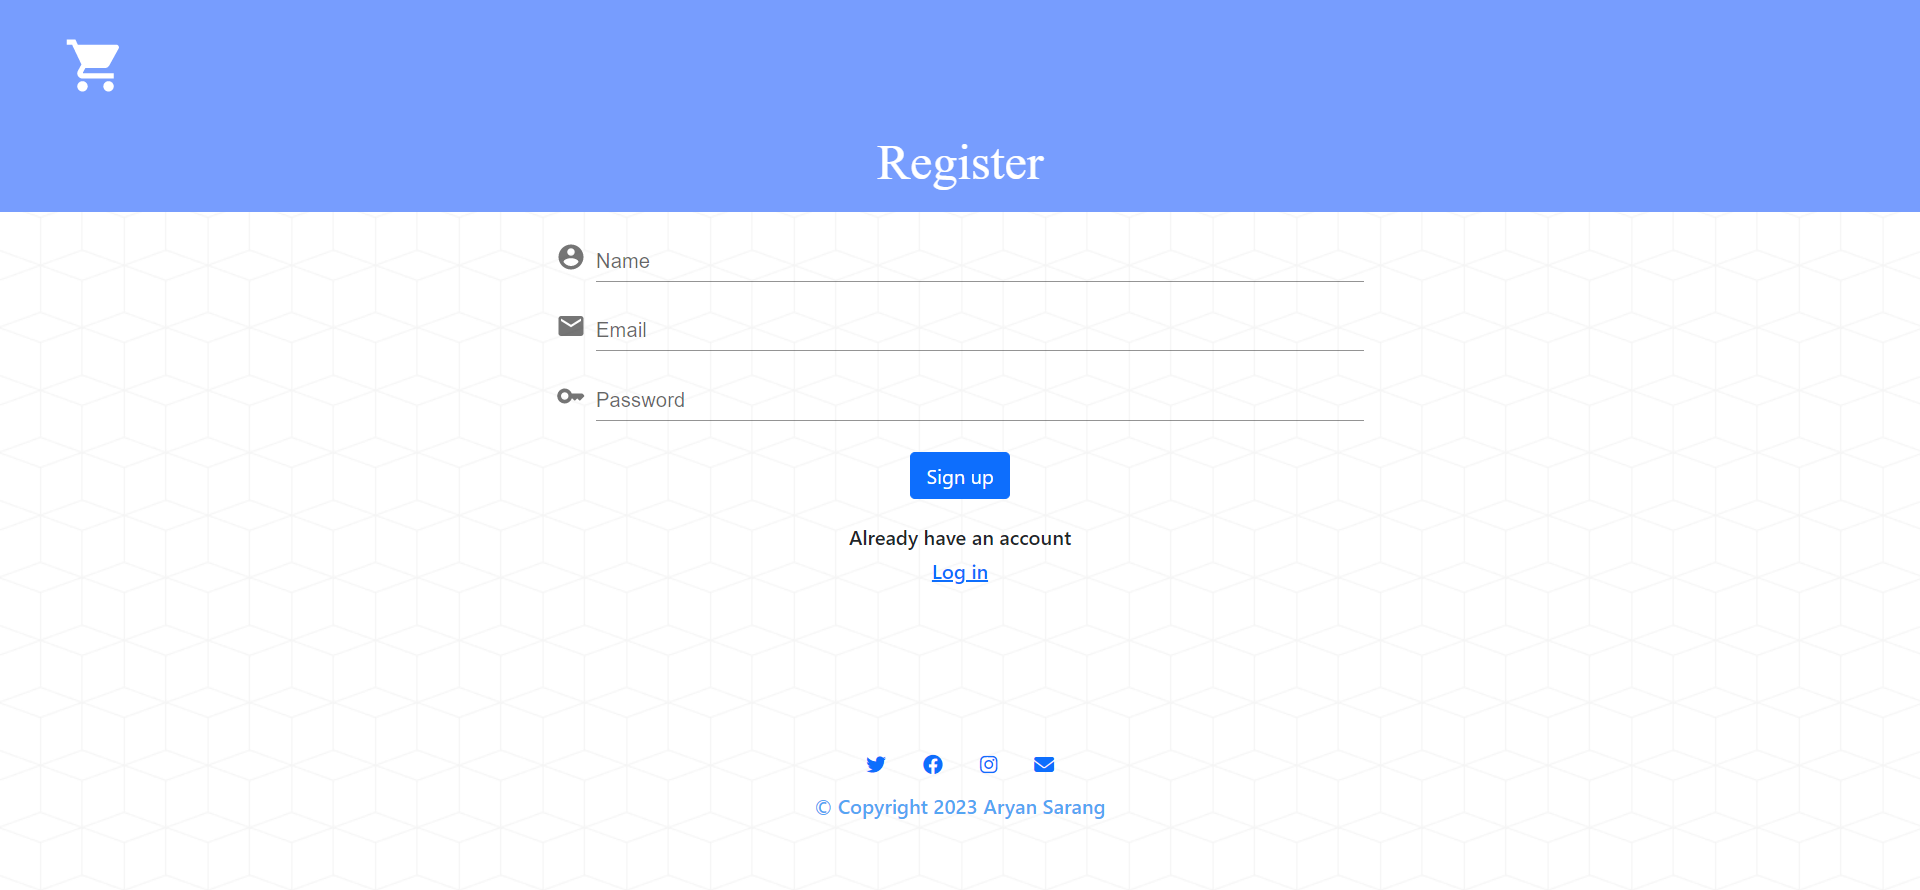 Register
Name
Email
Password
Sign up
Already have an account
Log in
© Copyright 2023 Aryan Sarang